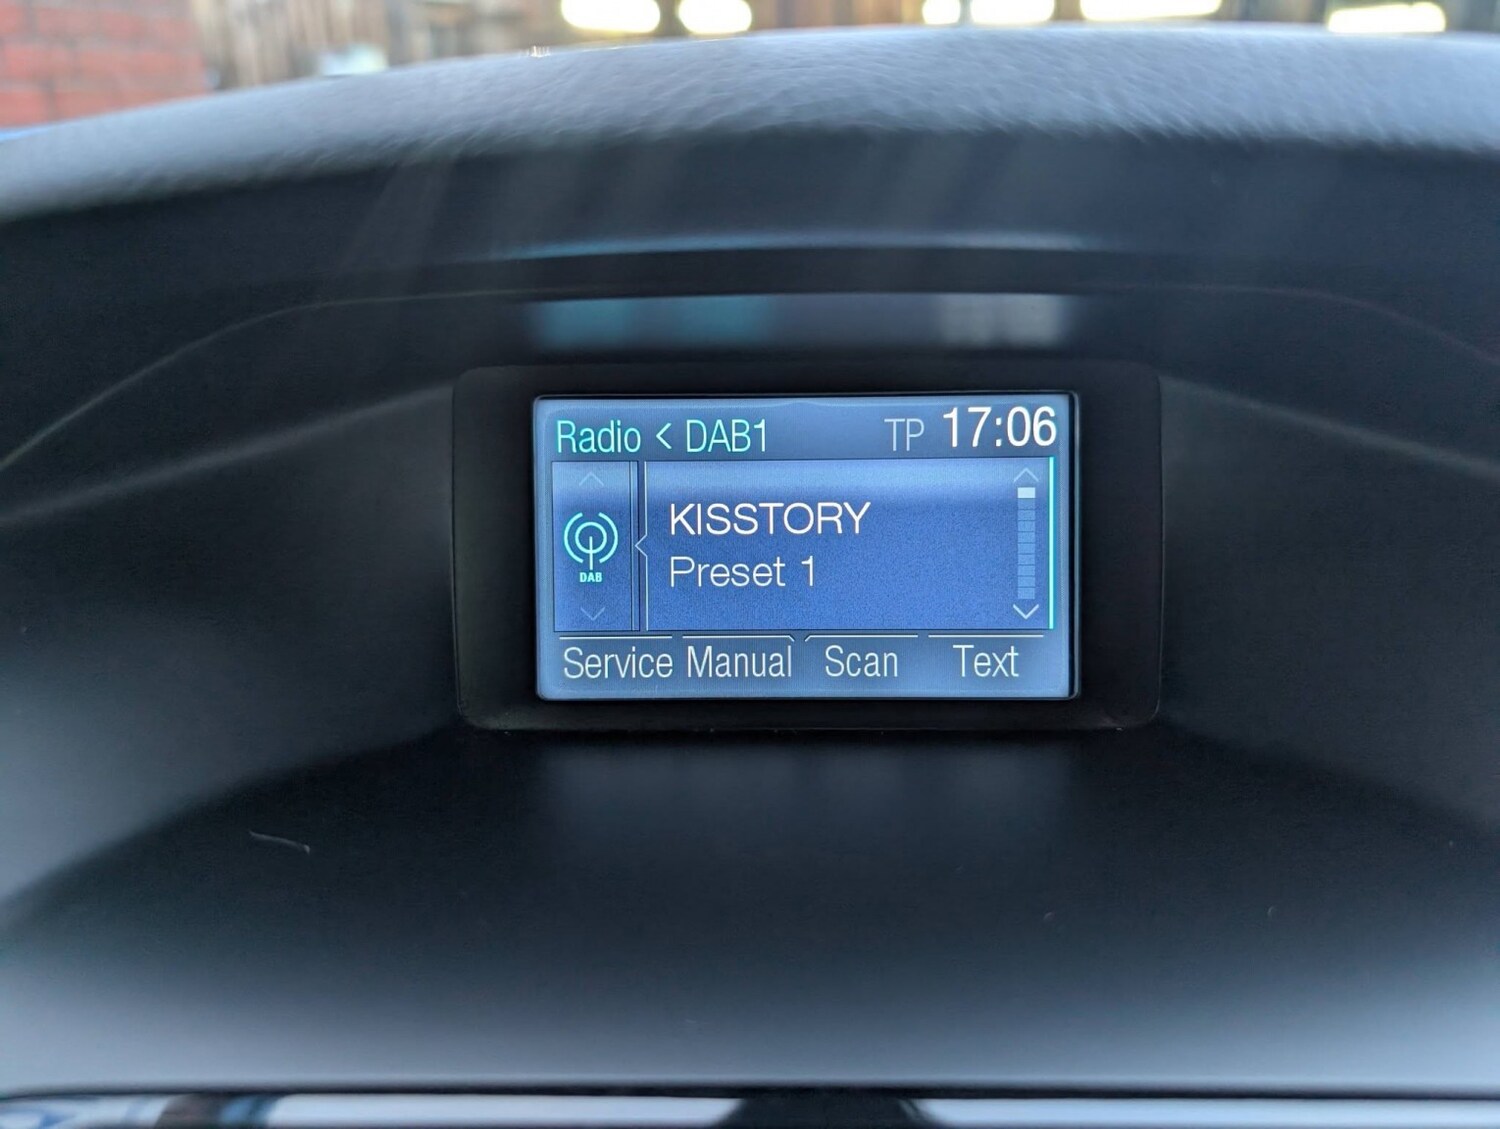 Radio < DAB1 TP 17:06
KISSTORY
DAB
Preset 1
Service Manual Scan Text